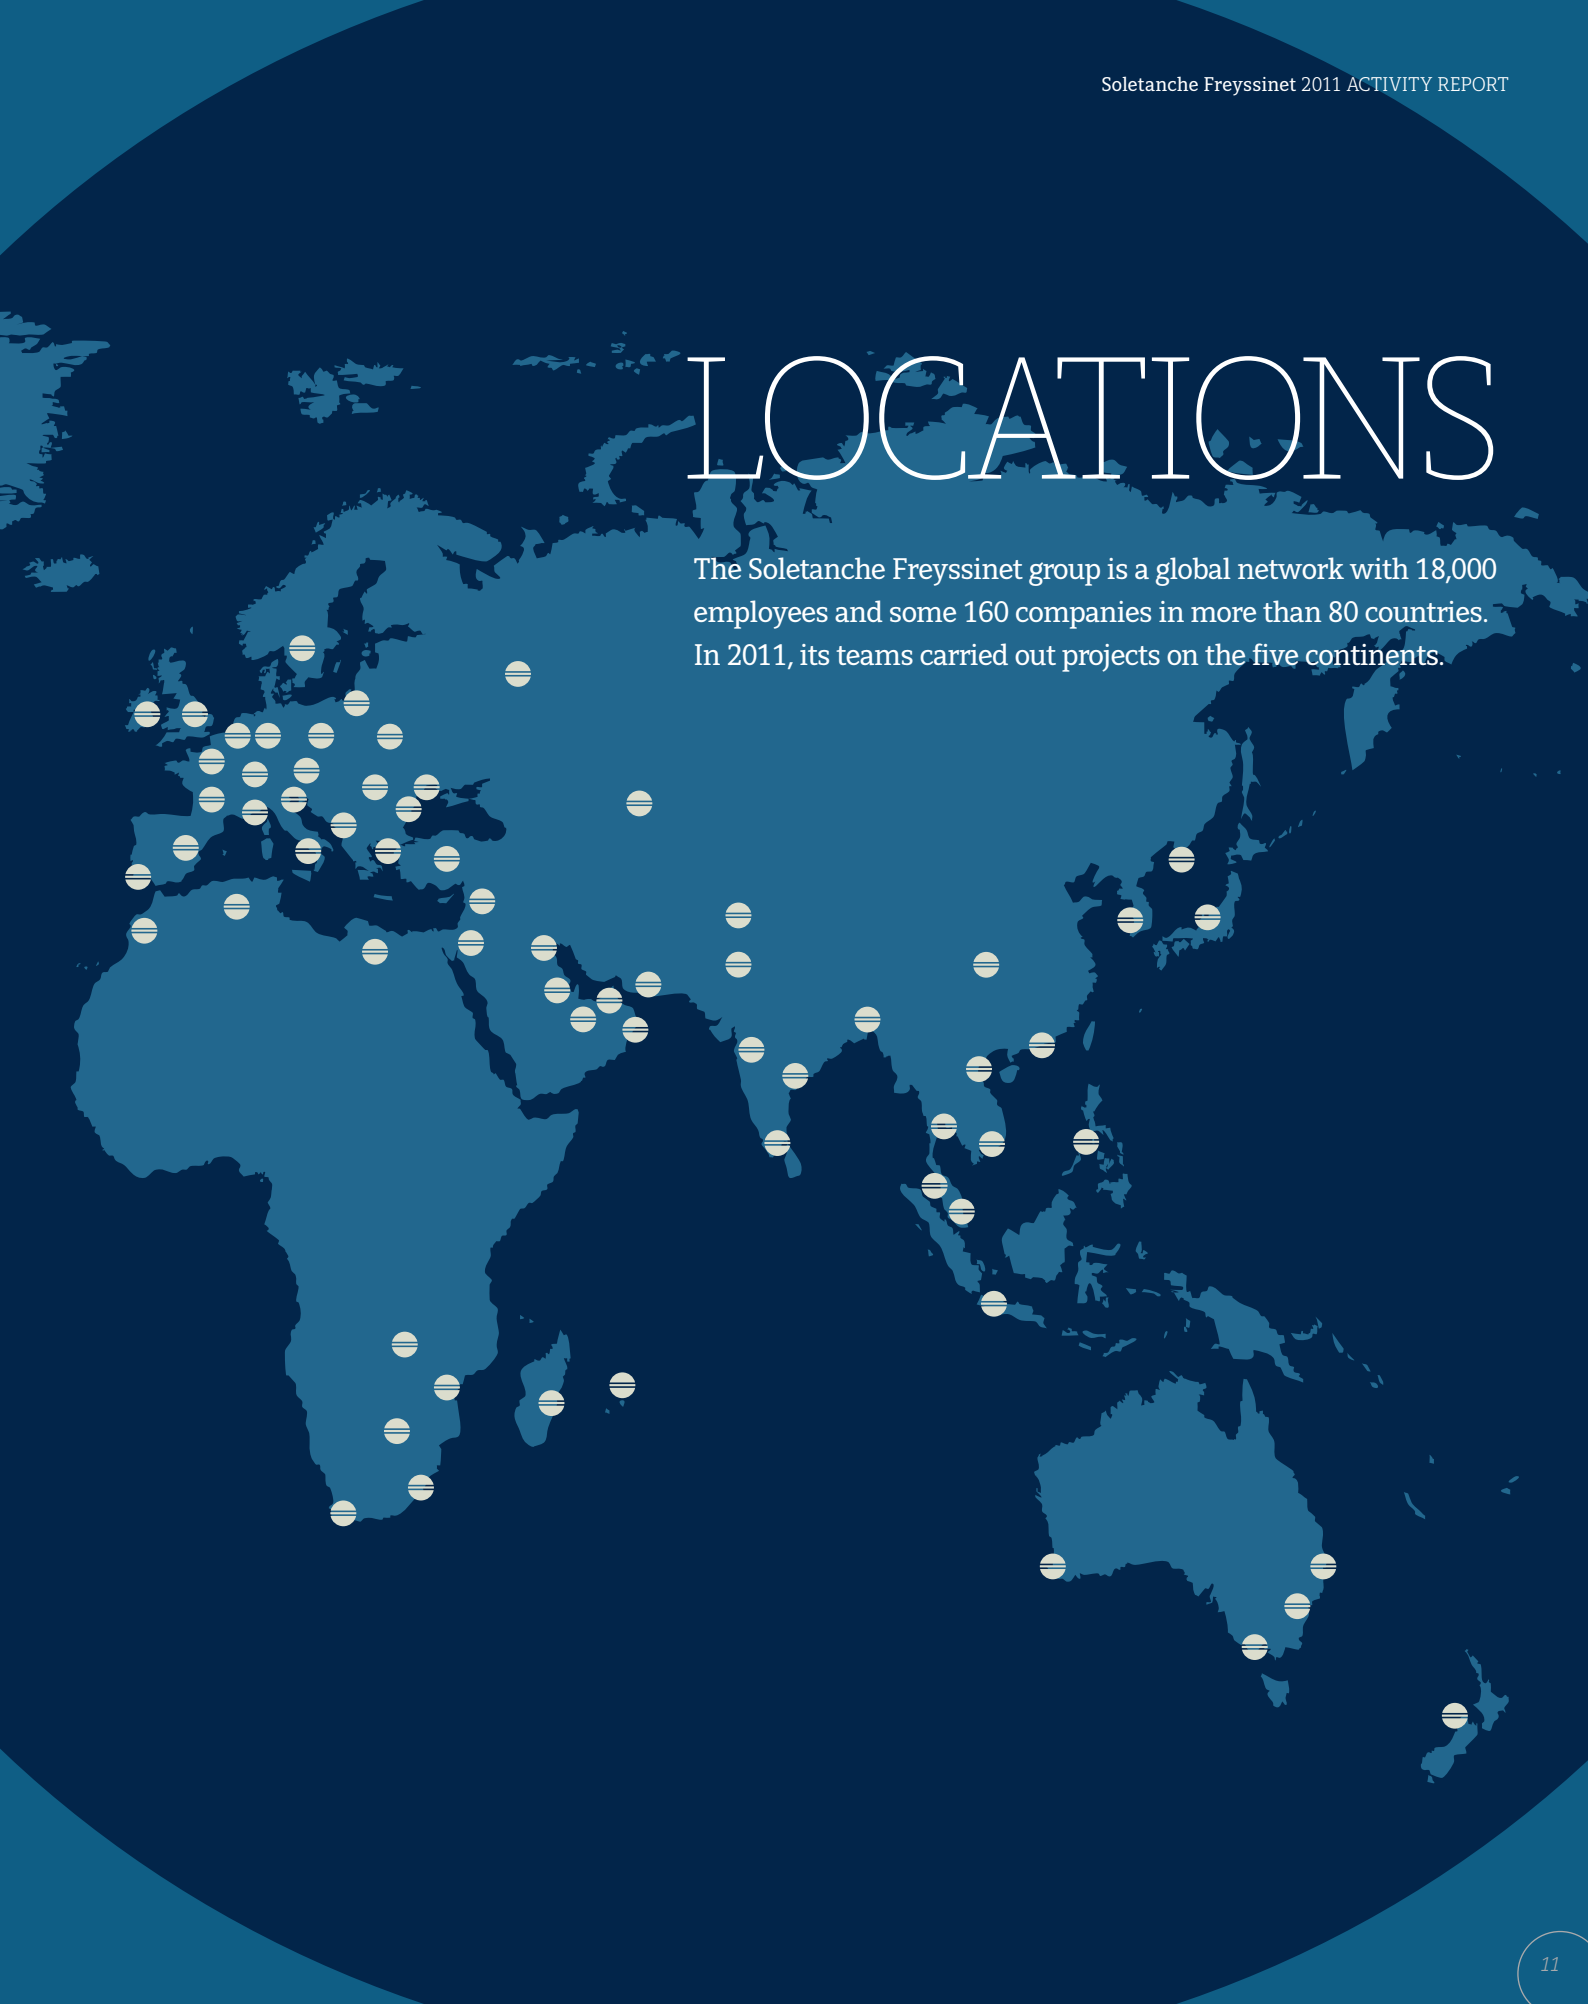 Soletanche Freyssinet 2011 ACTIVITY REPORT
LOCATIONS
The Soletanche Freyssinet group is a global network with 18,000
employees and some 160 companies in more than 80 countries.
In 2011, its teams carried out projects on the five continents.
11